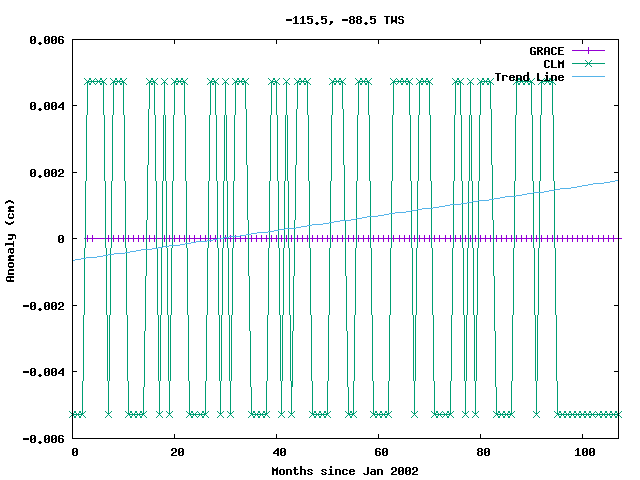 -115.5, -88.5 TWS
GRACE
CLM
Trend Line
0.006
0.004
0.002
0
-0.002
-0.004
-0.006
Anomaly (cm)
0 20 40 60 80 100
Months since Jan 2002